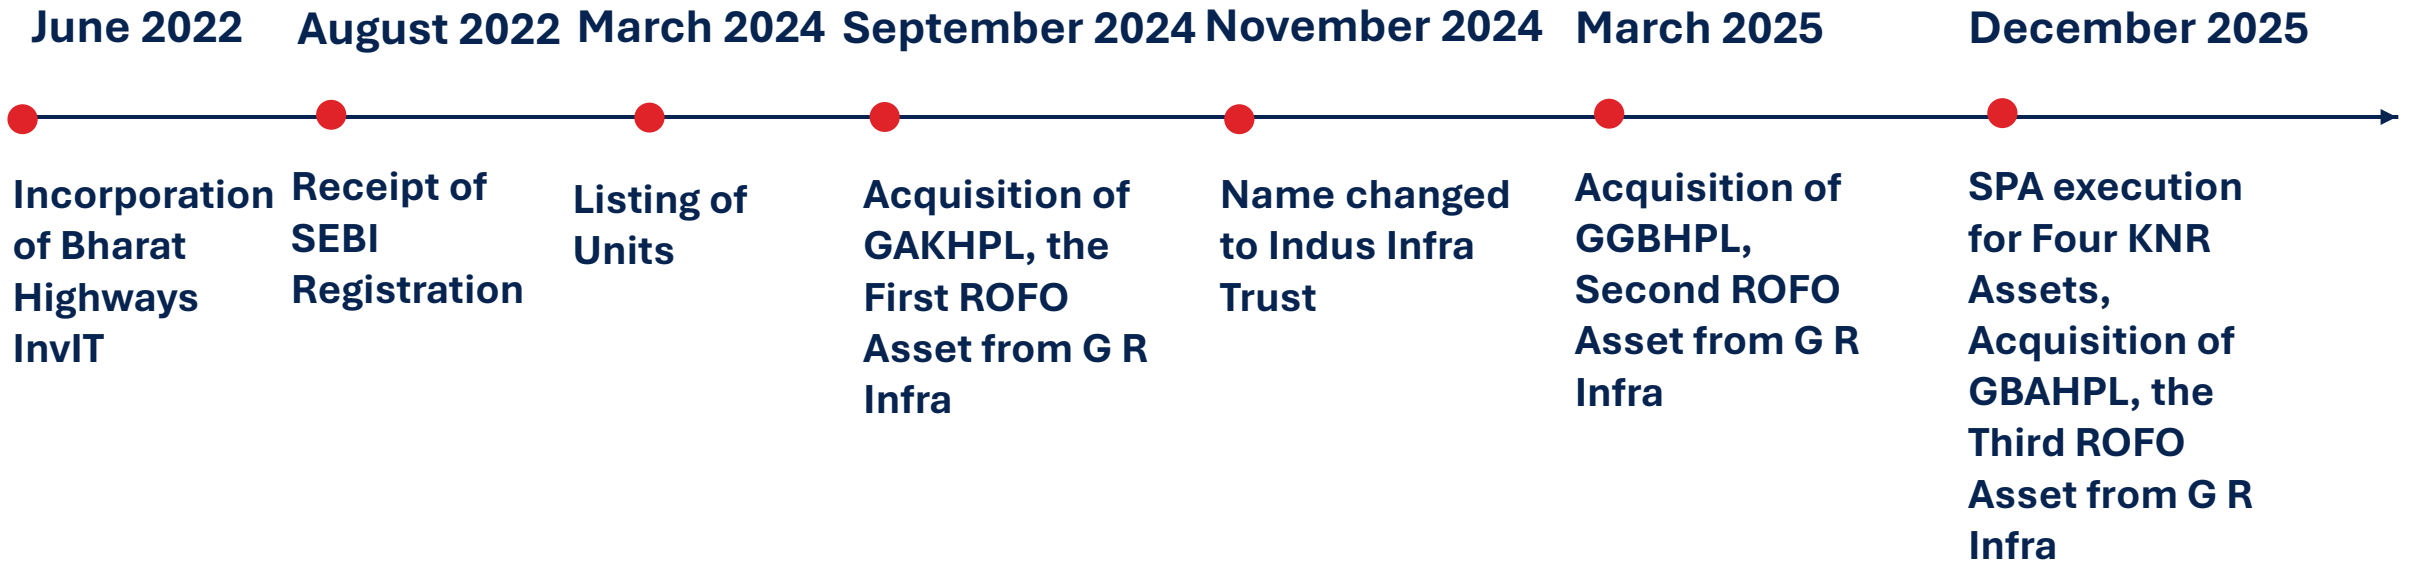 June 2022
August 2022
March 2024
September 2024
November 2024
March 2025
December 2025
Incorporation
of Bharat
Highways
InvIT
Receipt of
SEBI
Registration
Listing of
Units
Acquisition of
GAKHPL, the
First ROFO
Asset from G R
Infra
Name changed
to Indus Infra
Trust
Acquisition of
GGBHPL,
Second ROFO
Asset from G R
Infra
SPA execution
for Four KNR
Assets,
Acquisition of
GBAHPL, the
Third ROFO
Asset from G R
Infra